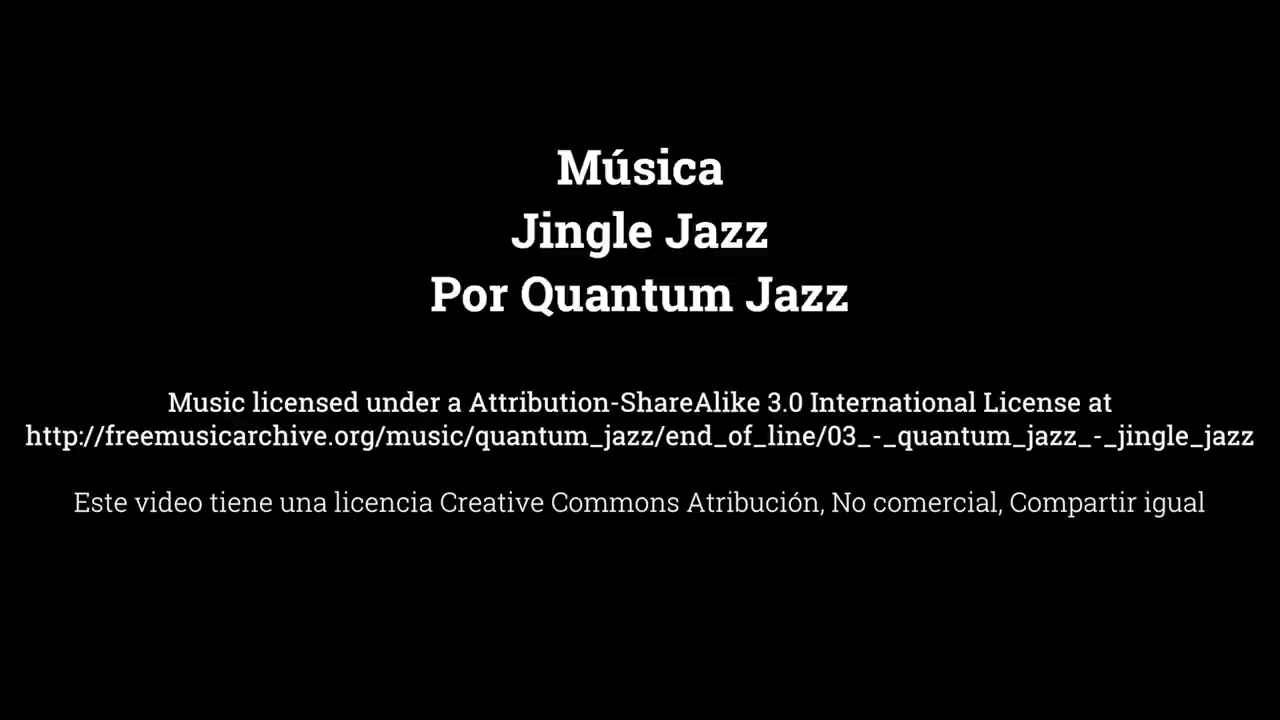 Música
Jingle Jazz
Por Quantum Jazz
Music licensed under a Attribution-ShareAlike 3.0 International License at
http://freemusicarchive.org/music/quantum_jazz/end_of_line/03_-_quantum_jazz_-_jingle_jazz
Este video tiene una licencia Creative Commons Atribución, No comercial, Compartir igual